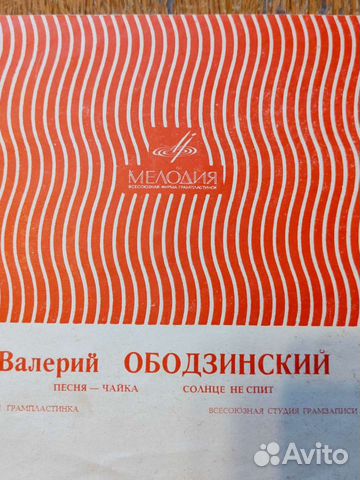 МЕЛОДИЯ
ВСЕСОЮЗНАЯ ФИРМА ГРАМПЛАСТИНОК
Валерий ОБОДЗИНСКИЙ
ПЕСНЯ — ЧАЙКА СОЛНЦЕ НЕ СПИТ
ГРАМПЛАСТИНКА ВСЕСОЮЗНАЯ СТУДИЯ ГРАМЗАПИСИ
Avito